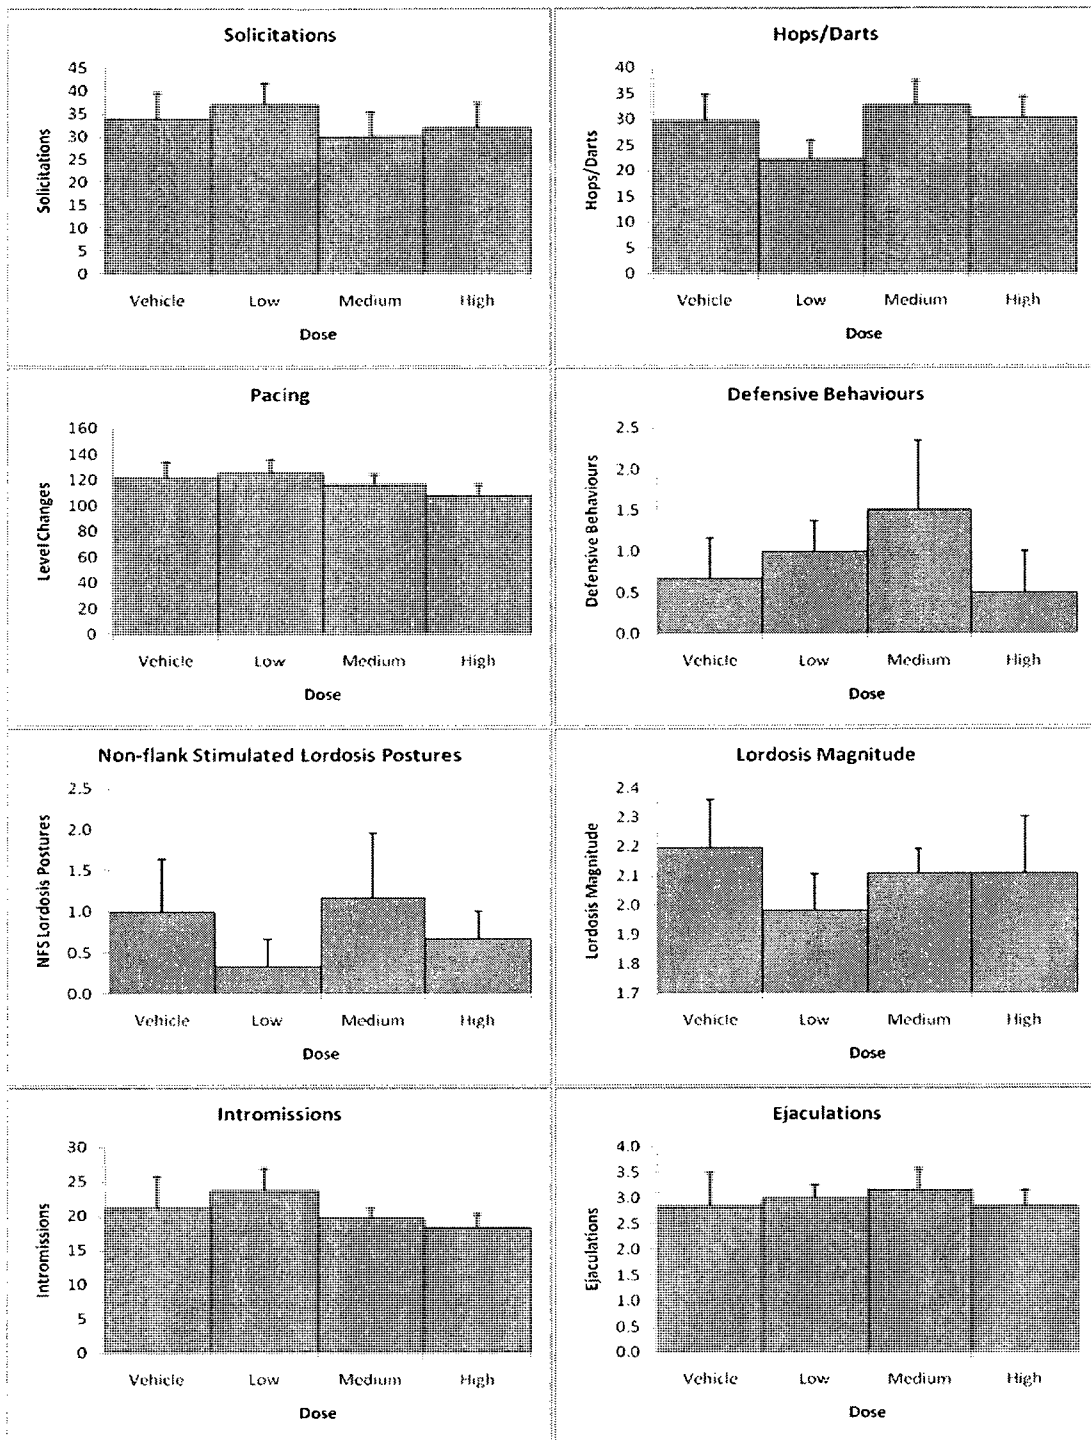 Solicitations
Solicitations
45
40
35
30
25
20
15
10
5
0
Vehicle Low Medium High
Dose
Hops/Darts
Hops/Darts
40
35
30
25
20
15
10
5
0
Vehicle Low Medium High
Dose
Pacing
Level Changes
160
140
120
100
80
60
40
20
0
Vehicle Low Medium High
Dose
Defensive Behaviours
Defensive Behaviours
2.5
2.0
1.5
1.0
0.5
0.0
Vehicle Low Medium High
Dose
Non-flank Stimulated Lordosis Postures
NFS Lordosis Postures
2.5
2.0
1.5
1.0
0.5
0.0
Vehicle Low Medium High
Dose
Lordosis Magnitude
Lordosis Magnitude
2.4
2.3
2.2
2.1
2.0
1.9
1.8
1.7
Vehicle Low Medium High
Dose
Intromissions
Intromissions
30
25
20
15
10
5
0
Vehicle Low Medium High
Dose
Ejaculations
Ejaculations
4.0
3.5
3.0
2.5
2.0
1.5
1.0
0.5
0.0
Vehicle Low Medium High
Dose